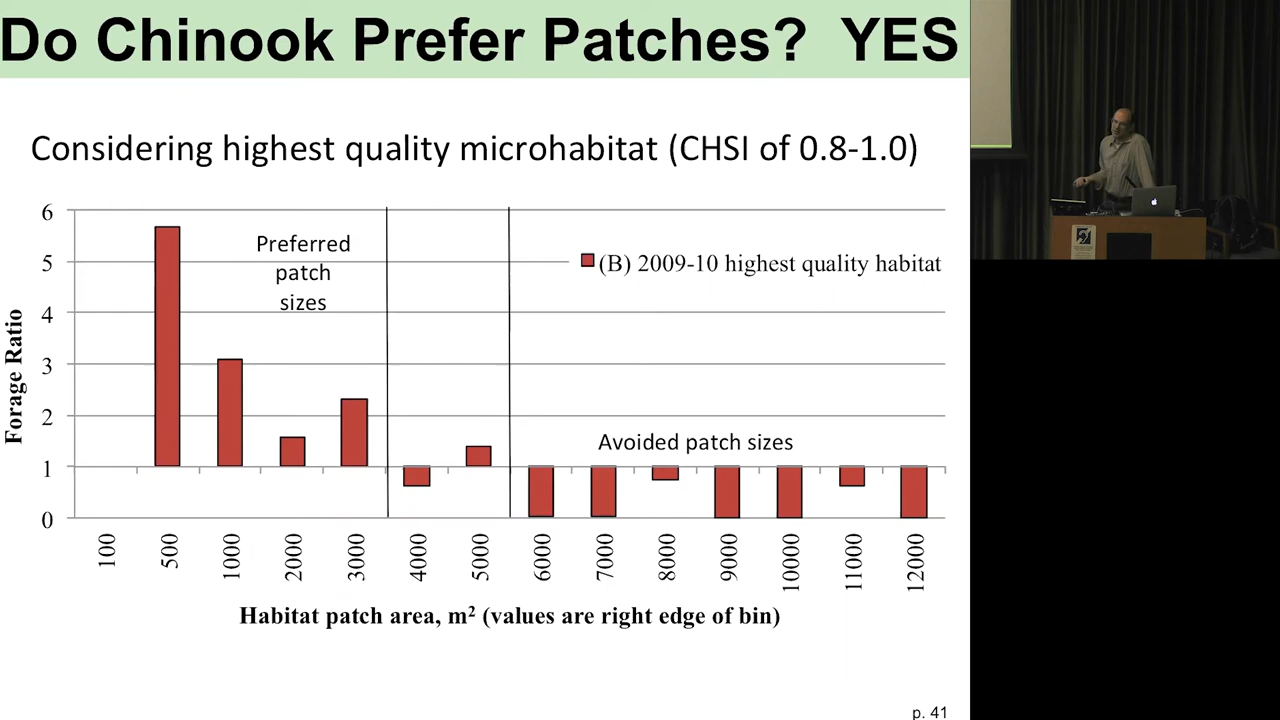 Do Chinook Prefer Patches? YES
Considering highest quality microhabitat (CHSI of 0.8-1.0)
6
5
4
3
2
1
0
Forage Ratio
Preferred
patch
sizes
(B) 2009-10 highest quality habitat
Avoided patch sizes
100
500
1000
2000
3000
4000
5000
6000
7000
8000
9000
10000
11000
12000
Habitat patch area, m² (values are right edge of bin)
p. 41